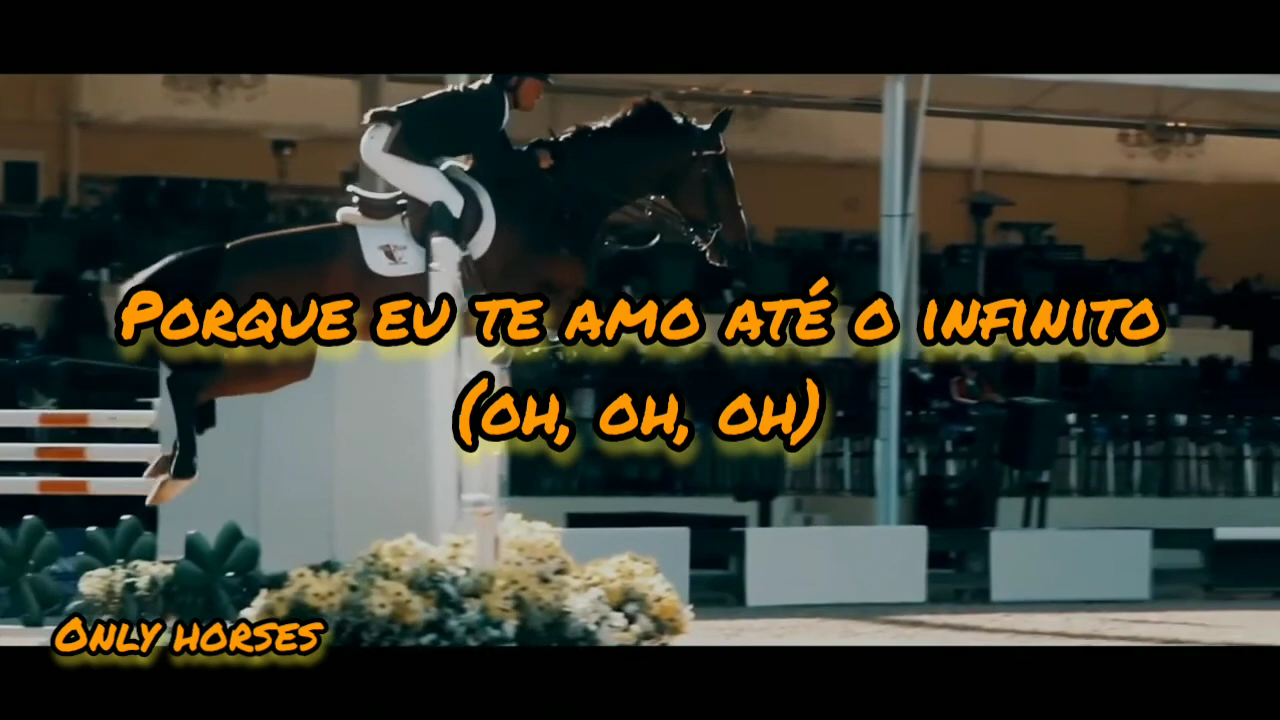 Porque eu te amo até o infinito
(oh, oh, oh)
Only horses